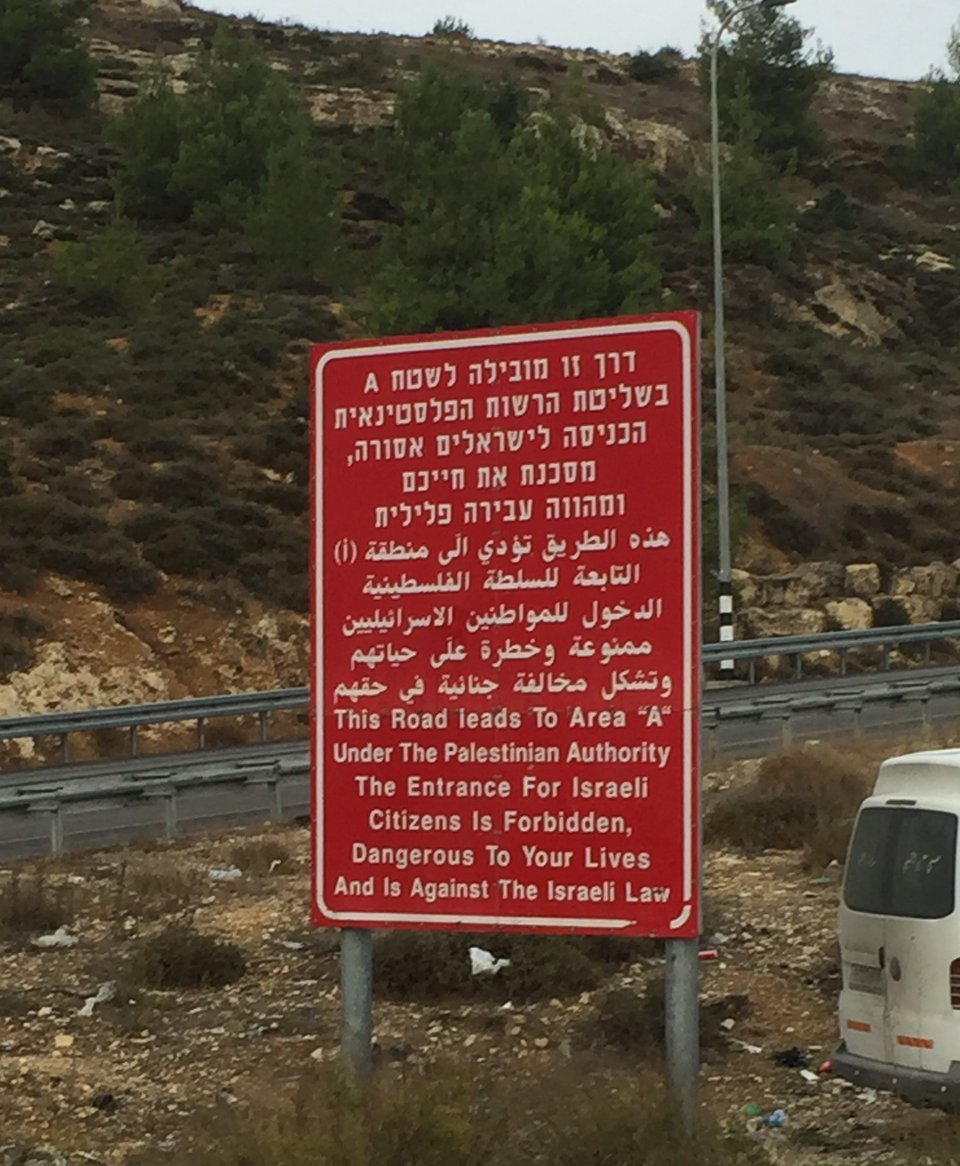 דרך זו מובילה לשטח A
בשליטת הרשות הפלסטינאית
הכניסה לישראלים אסורה,
מסכנת את חייכם
ומהווה עבירה פלילית
هذه الطريق تؤدي الى منطقة (أ)
التابعة للسلطة الفلسطينية
الدخول للمواطنين الاسرائيليين
ممنوعة وخطرة على حياتهم
وتشكل مخالفة جنائية في حقهم
This Road leads To Area "A"
Under The Palestinian Authority
The Entrance For Israeli
Citizens Is Forbidden,
Dangerous To Your Lives
And Is Against The Israeli Law